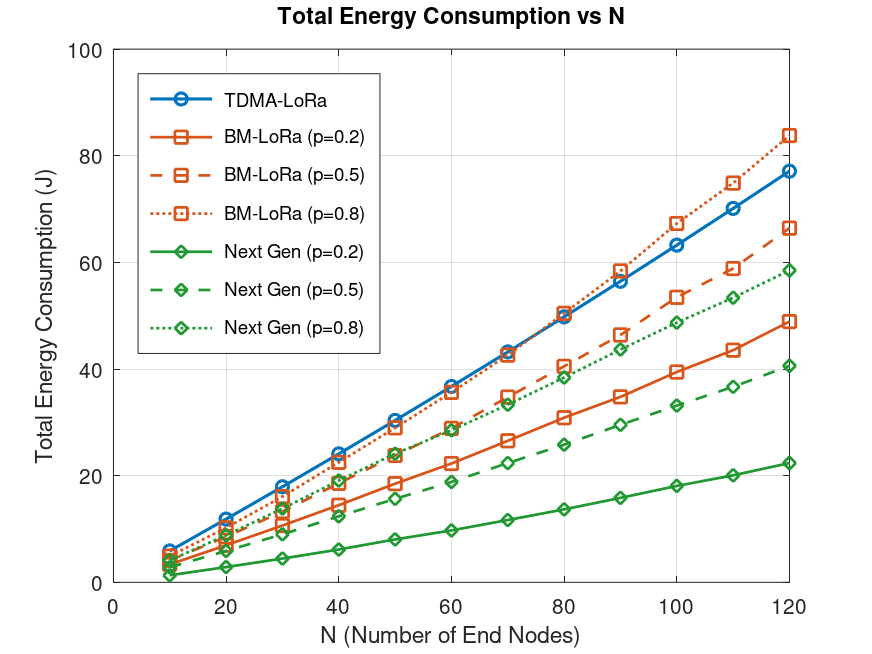 Total Energy Consumption vs N
100
80
60
40
20
0
Total Energy Consumption (J)
TDMA-LoRa
BM-LoRa (p=0.2)
BM-LoRa (p=0.5)
BM-LoRa (p=0.8)
Next Gen (p=0.2)
Next Gen (p=0.5)
Next Gen (p=0.8)
0 20 40 60 80 100 120
N (Number of End Nodes)